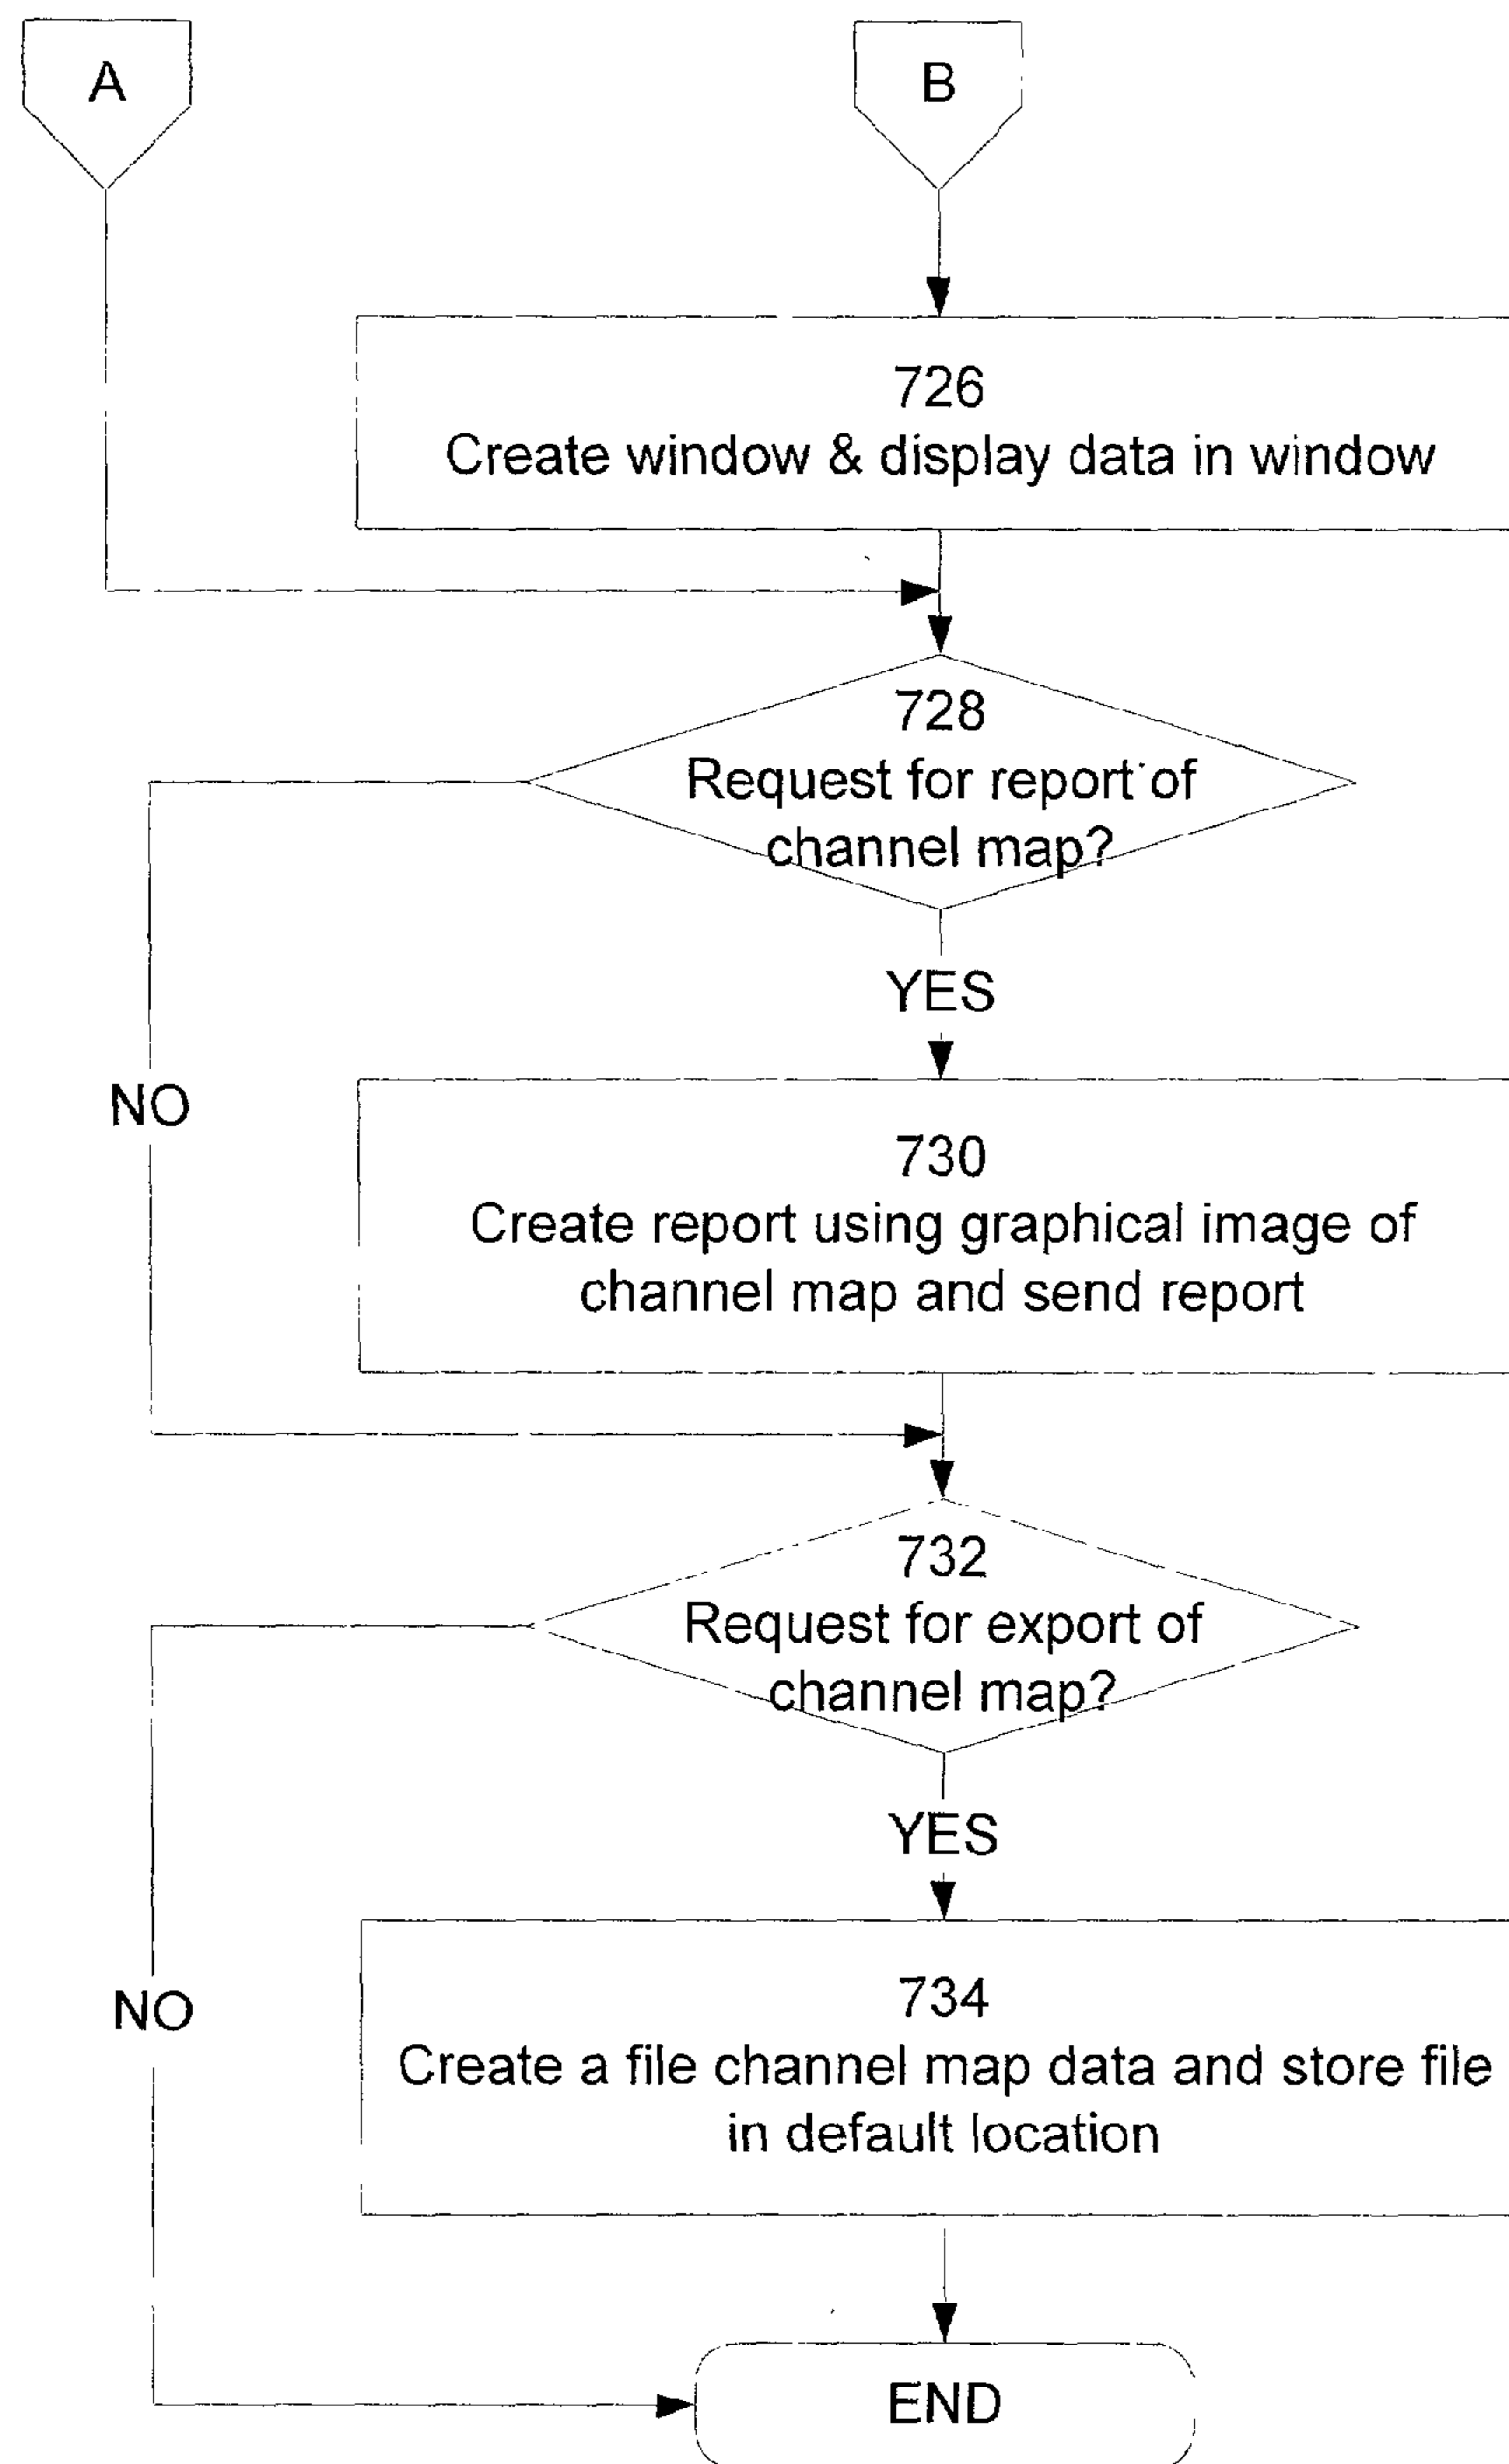 A
B
726
Create window & display data in window
728
Request for report of
channel map?
YES
NO
730
Create report using graphical image of
channel map and send report
732
Request for export of
channel map?
YES
NO
734
Create a file channel map data and store file
in default location
END